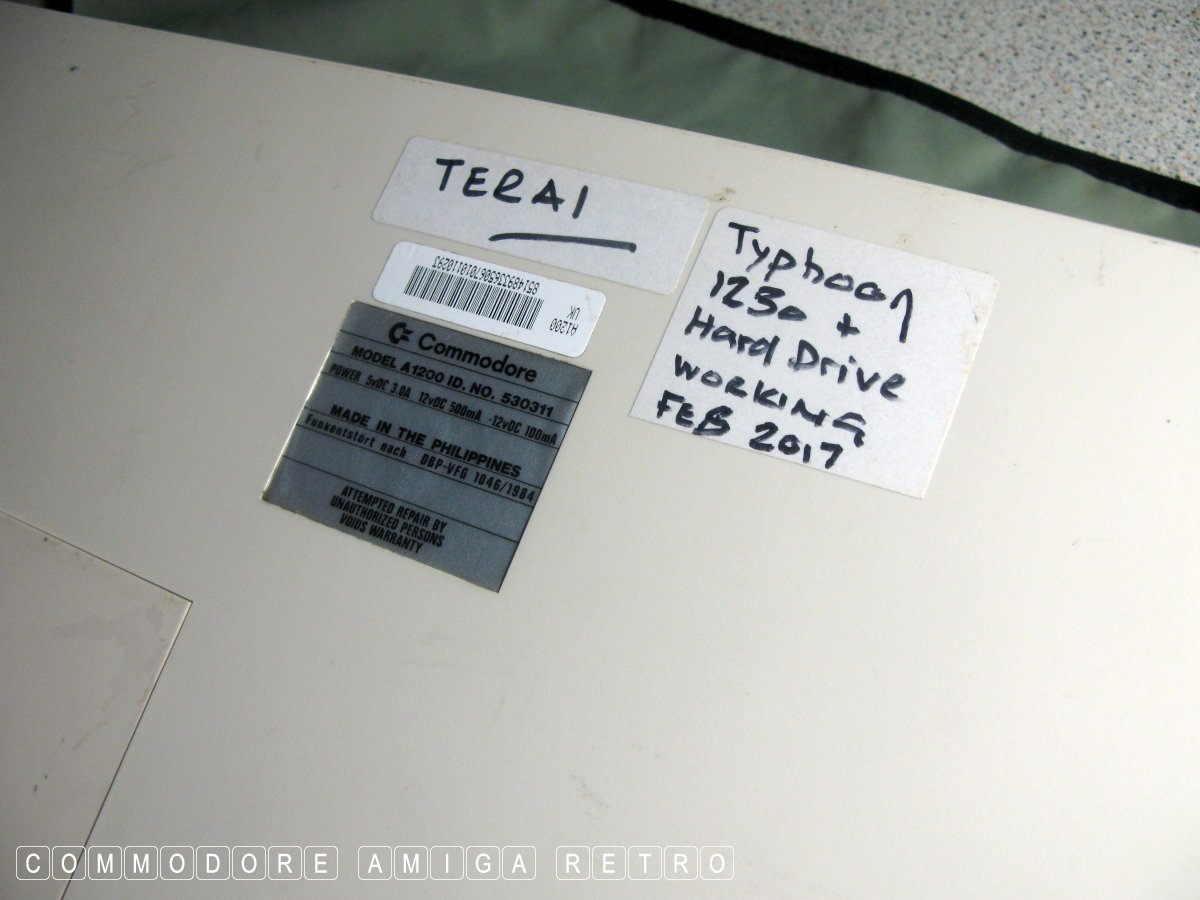 TERAI
8514893365067010110293
A1200
UK
Commodore
MODEL A1200 ID. NO. 530311
POWER 5vDC 3.0A 12vDC 500mA -12vDC 100mA
MADE IN THE PHILIPPINES
Funkentstört nach DBP-VFG 1046/1984
ATTEMPTED REPAIR BY
UNAUTHORIZED PERSONS
VOIDS WARRANTY
Typhoon
1230 +
Hard Drive
WORKING
FEB 2017
COMMODORE AMIGA RETRO